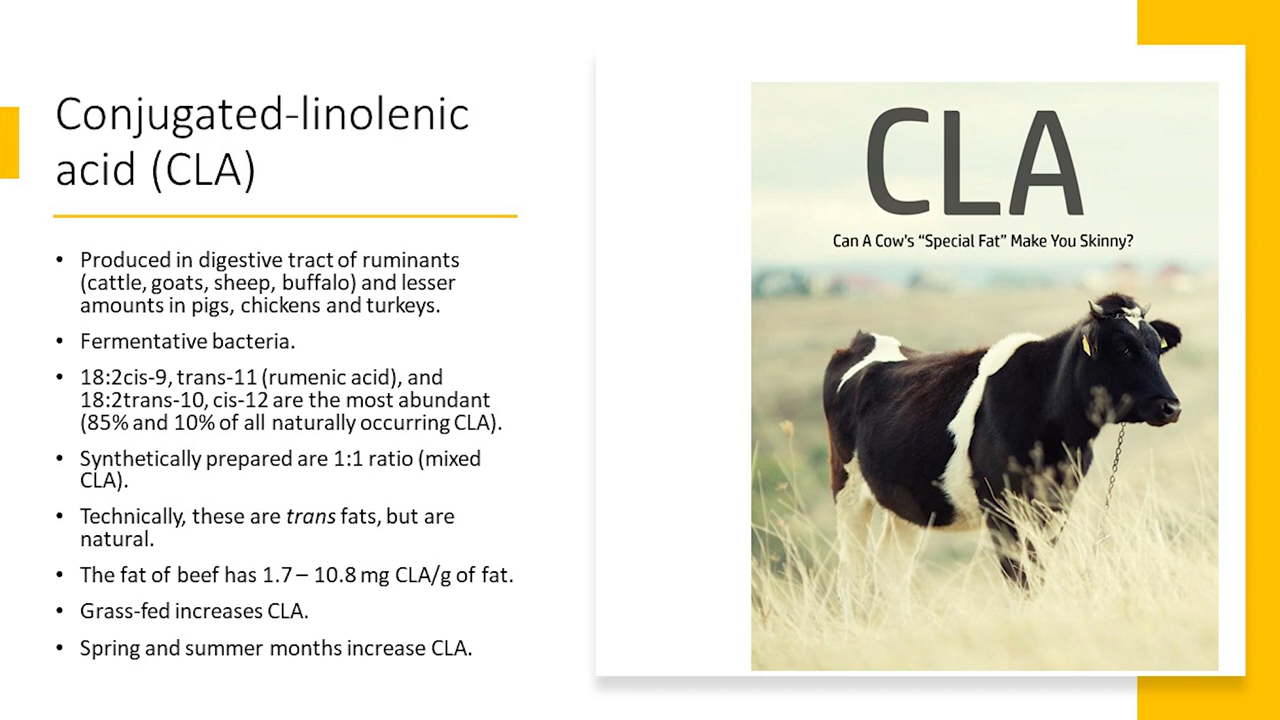 Conjugated-linolenic
acid (CLA)
• Produced in digestive tract of ruminants
(cattle, goats, sheep, buffalo) and lesser
amounts in pigs, chickens and turkeys.
• Fermentative bacteria.
• 18:2cis-9, trans-11 (rumenic acid), and
18:2trans-10, cis-12 are the most abundant
(85% and 10% of all naturally occurring CLA).
• Synthetically prepared are 1:1 ratio (mixed
CLA).
• Technically, these are trans fats, but are
natural.
• The fat of beef has 1.7 – 10.8 mg CLA/g of fat.
• Grass-fed increases CLA.
• Spring and summer months increase CLA.
CLA
Can A Cow's “Special Fat” Make You Skinny?